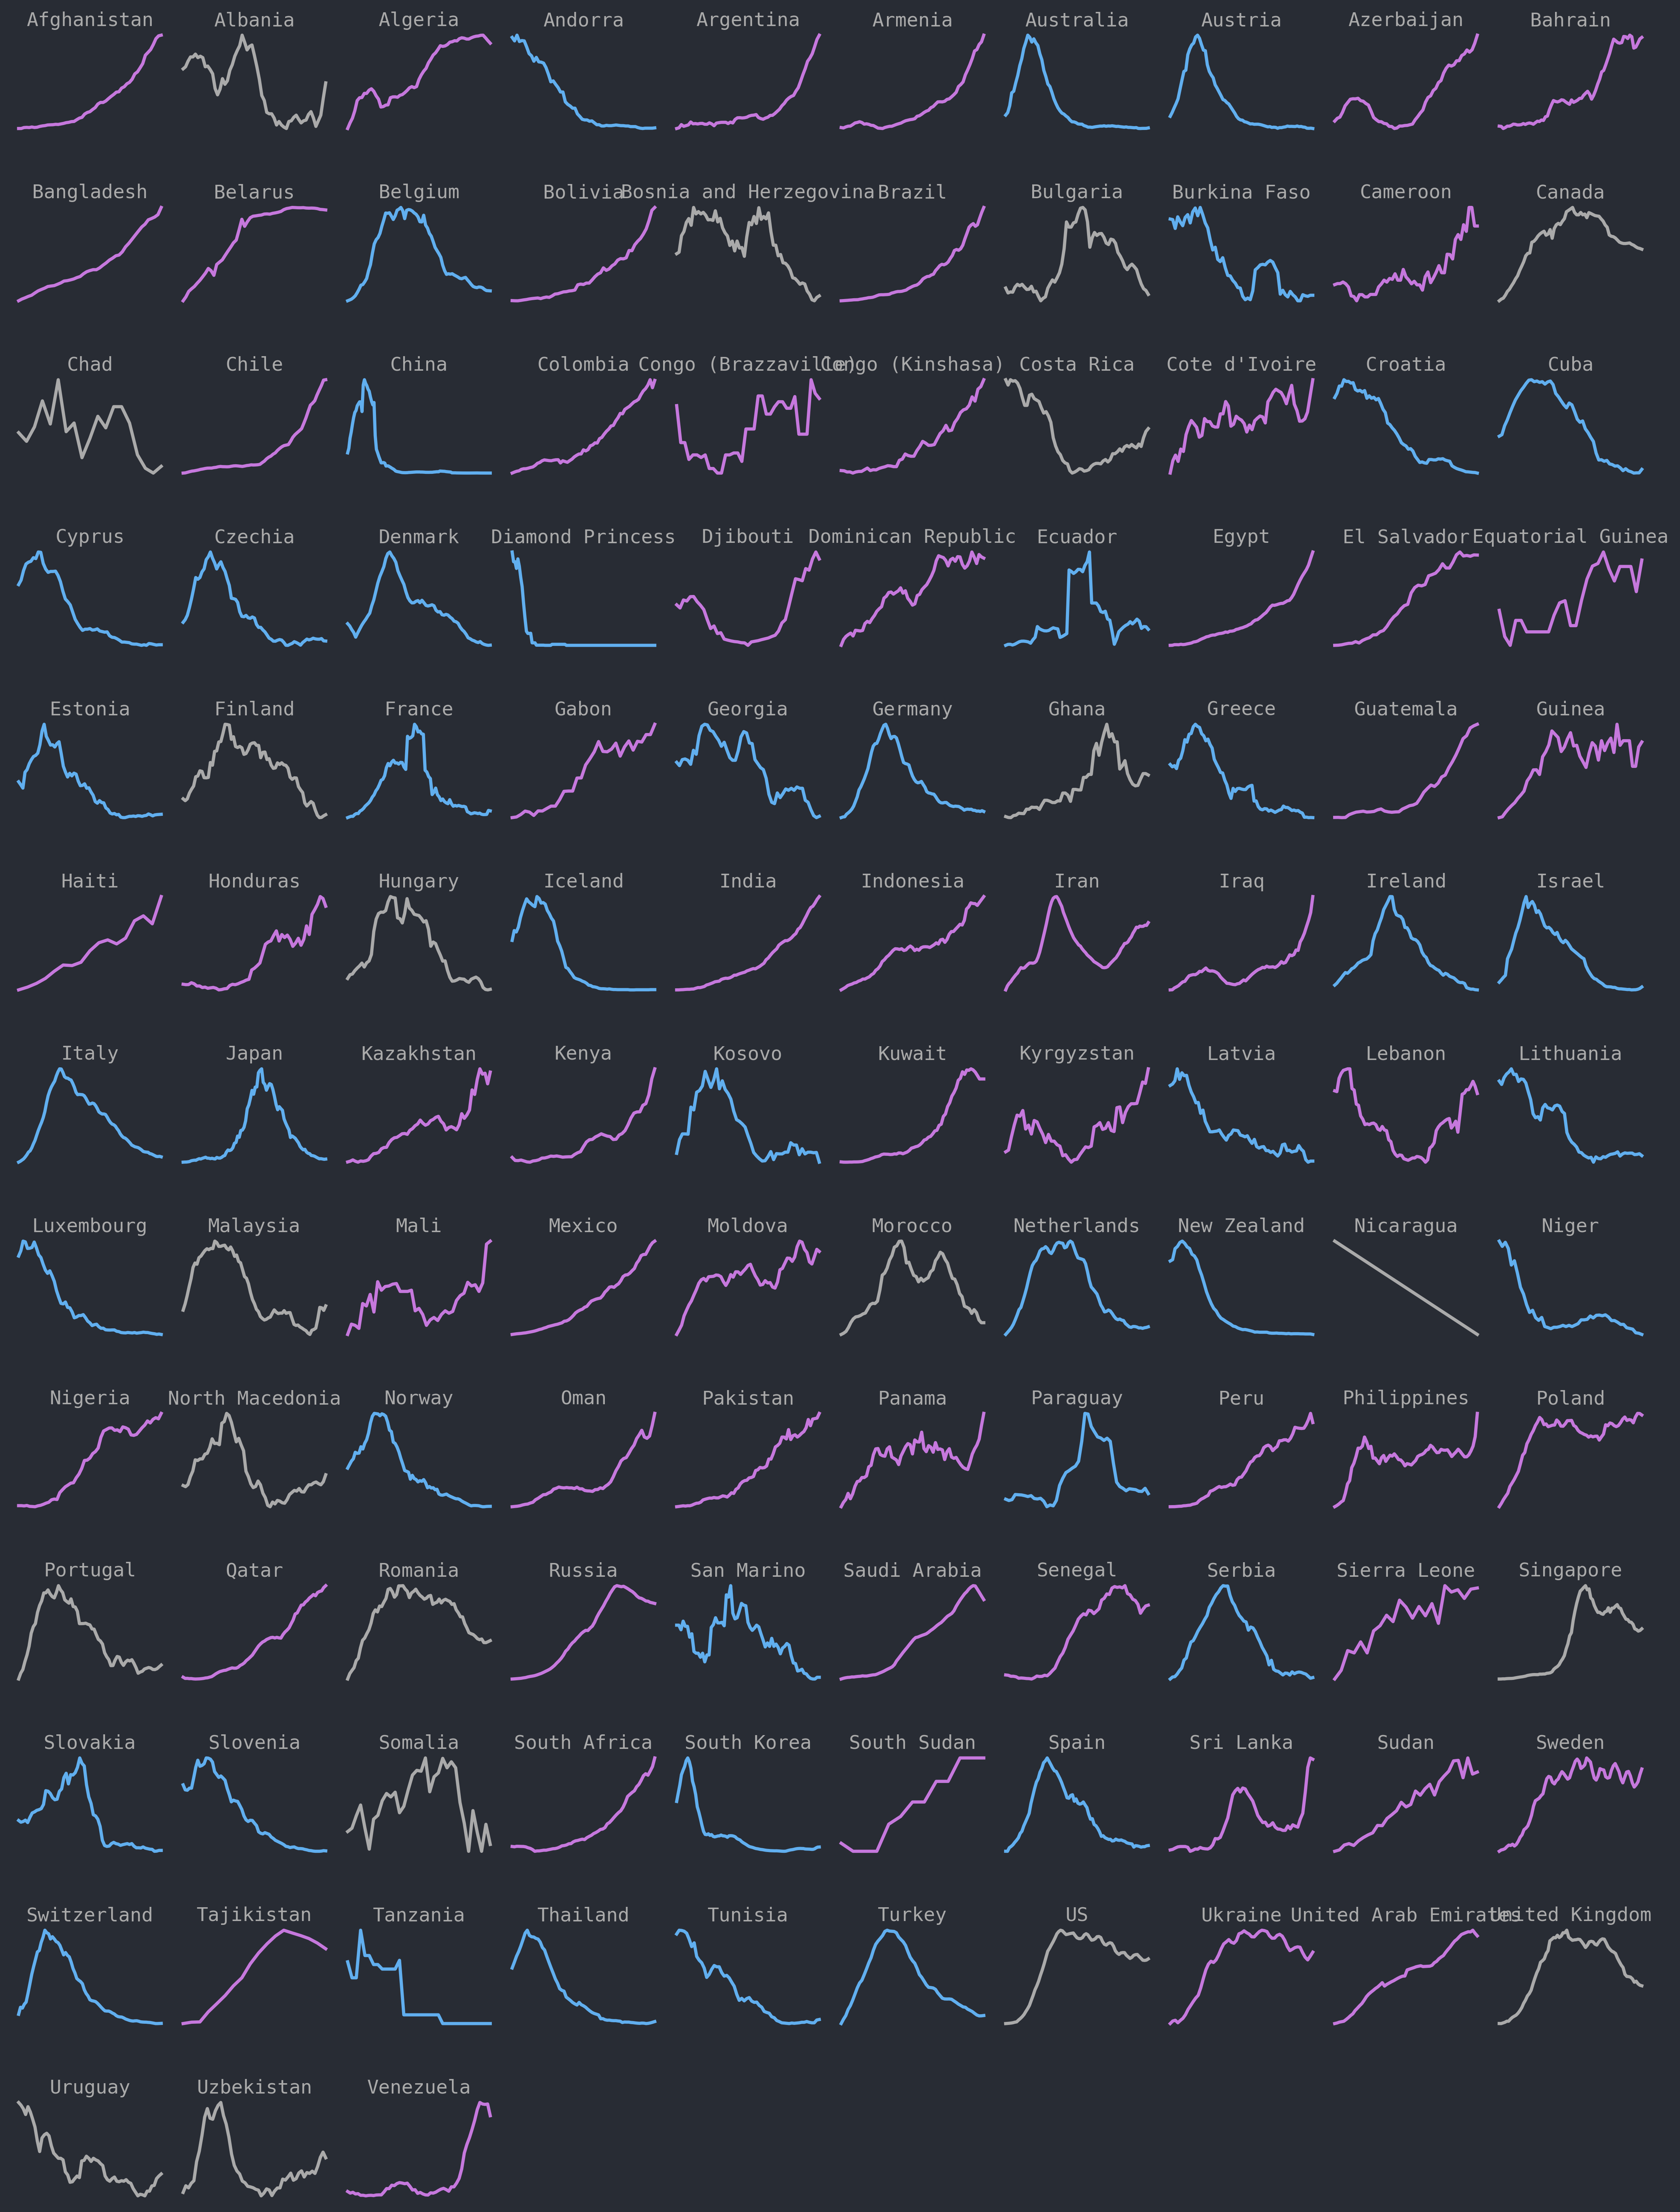 Afghanistan Albania Algeria Andorra Argentina Armenia Australia Austria Azerbaijan Bahrain
Bangladesh Belarus Belgium Bolivia Bosnia and Herzegovina Brazil Bulgaria Burkina Faso Cameroon Canada
Chad Chile China Colombia Congo (Brazzaville) Congo (Kinshasa) Costa Rica Cote d'Ivoire Croatia Cuba
Cyprus Czechia Denmark Diamond Princess Djibouti Dominican Republic Ecuador Egypt El Salvador Equatorial Guinea
Estonia Finland France Gabon Georgia Germany Ghana Greece Guatemala Guinea
Haiti Honduras Hungary Iceland India Indonesia Iran Iraq Ireland Israel
Italy Japan Kazakhstan Kenya Kosovo Kuwait Kyrgyzstan Latvia Lebanon Lithuania
Luxembourg Malaysia Mali Mexico Moldova Morocco Netherlands New Zealand Nicaragua Niger
Nigeria North Macedonia Norway Oman Pakistan Panama Paraguay Peru Philippines Poland
Portugal Qatar Romania Russia San Marino Saudi Arabia Senegal Serbia Sierra Leone Singapore
Slovakia Slovenia Somalia South Africa South Korea South Sudan Spain Sri Lanka Sudan Sweden
Switzerland Tajikistan Tanzania Thailand Tunisia Turkey US Ukraine United Arab Emirates United Kingdom
Uruguay Uzbekistan Venezuela